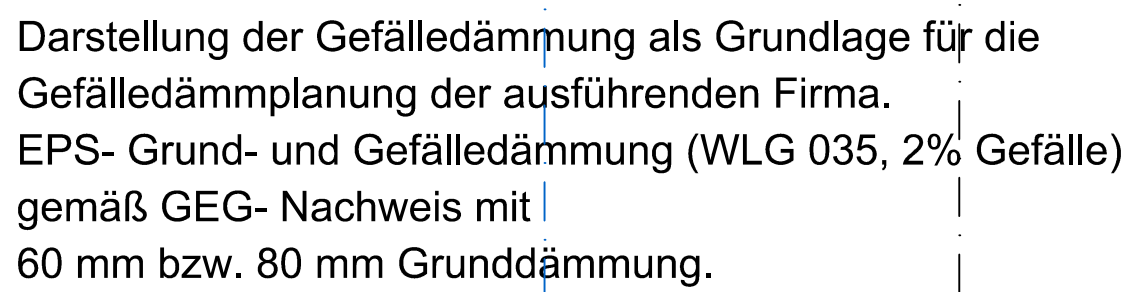 Darstellung der Gefälledämmung als Grundlage für die
Gefälledämmplanung der ausführenden Firma.
EPS- Grund- und Gefälledämmung (WLG 035, 2% Gefälle)
gemäß GEG- Nachweis mit
60 mm bzw. 80 mm Grunddämmung.